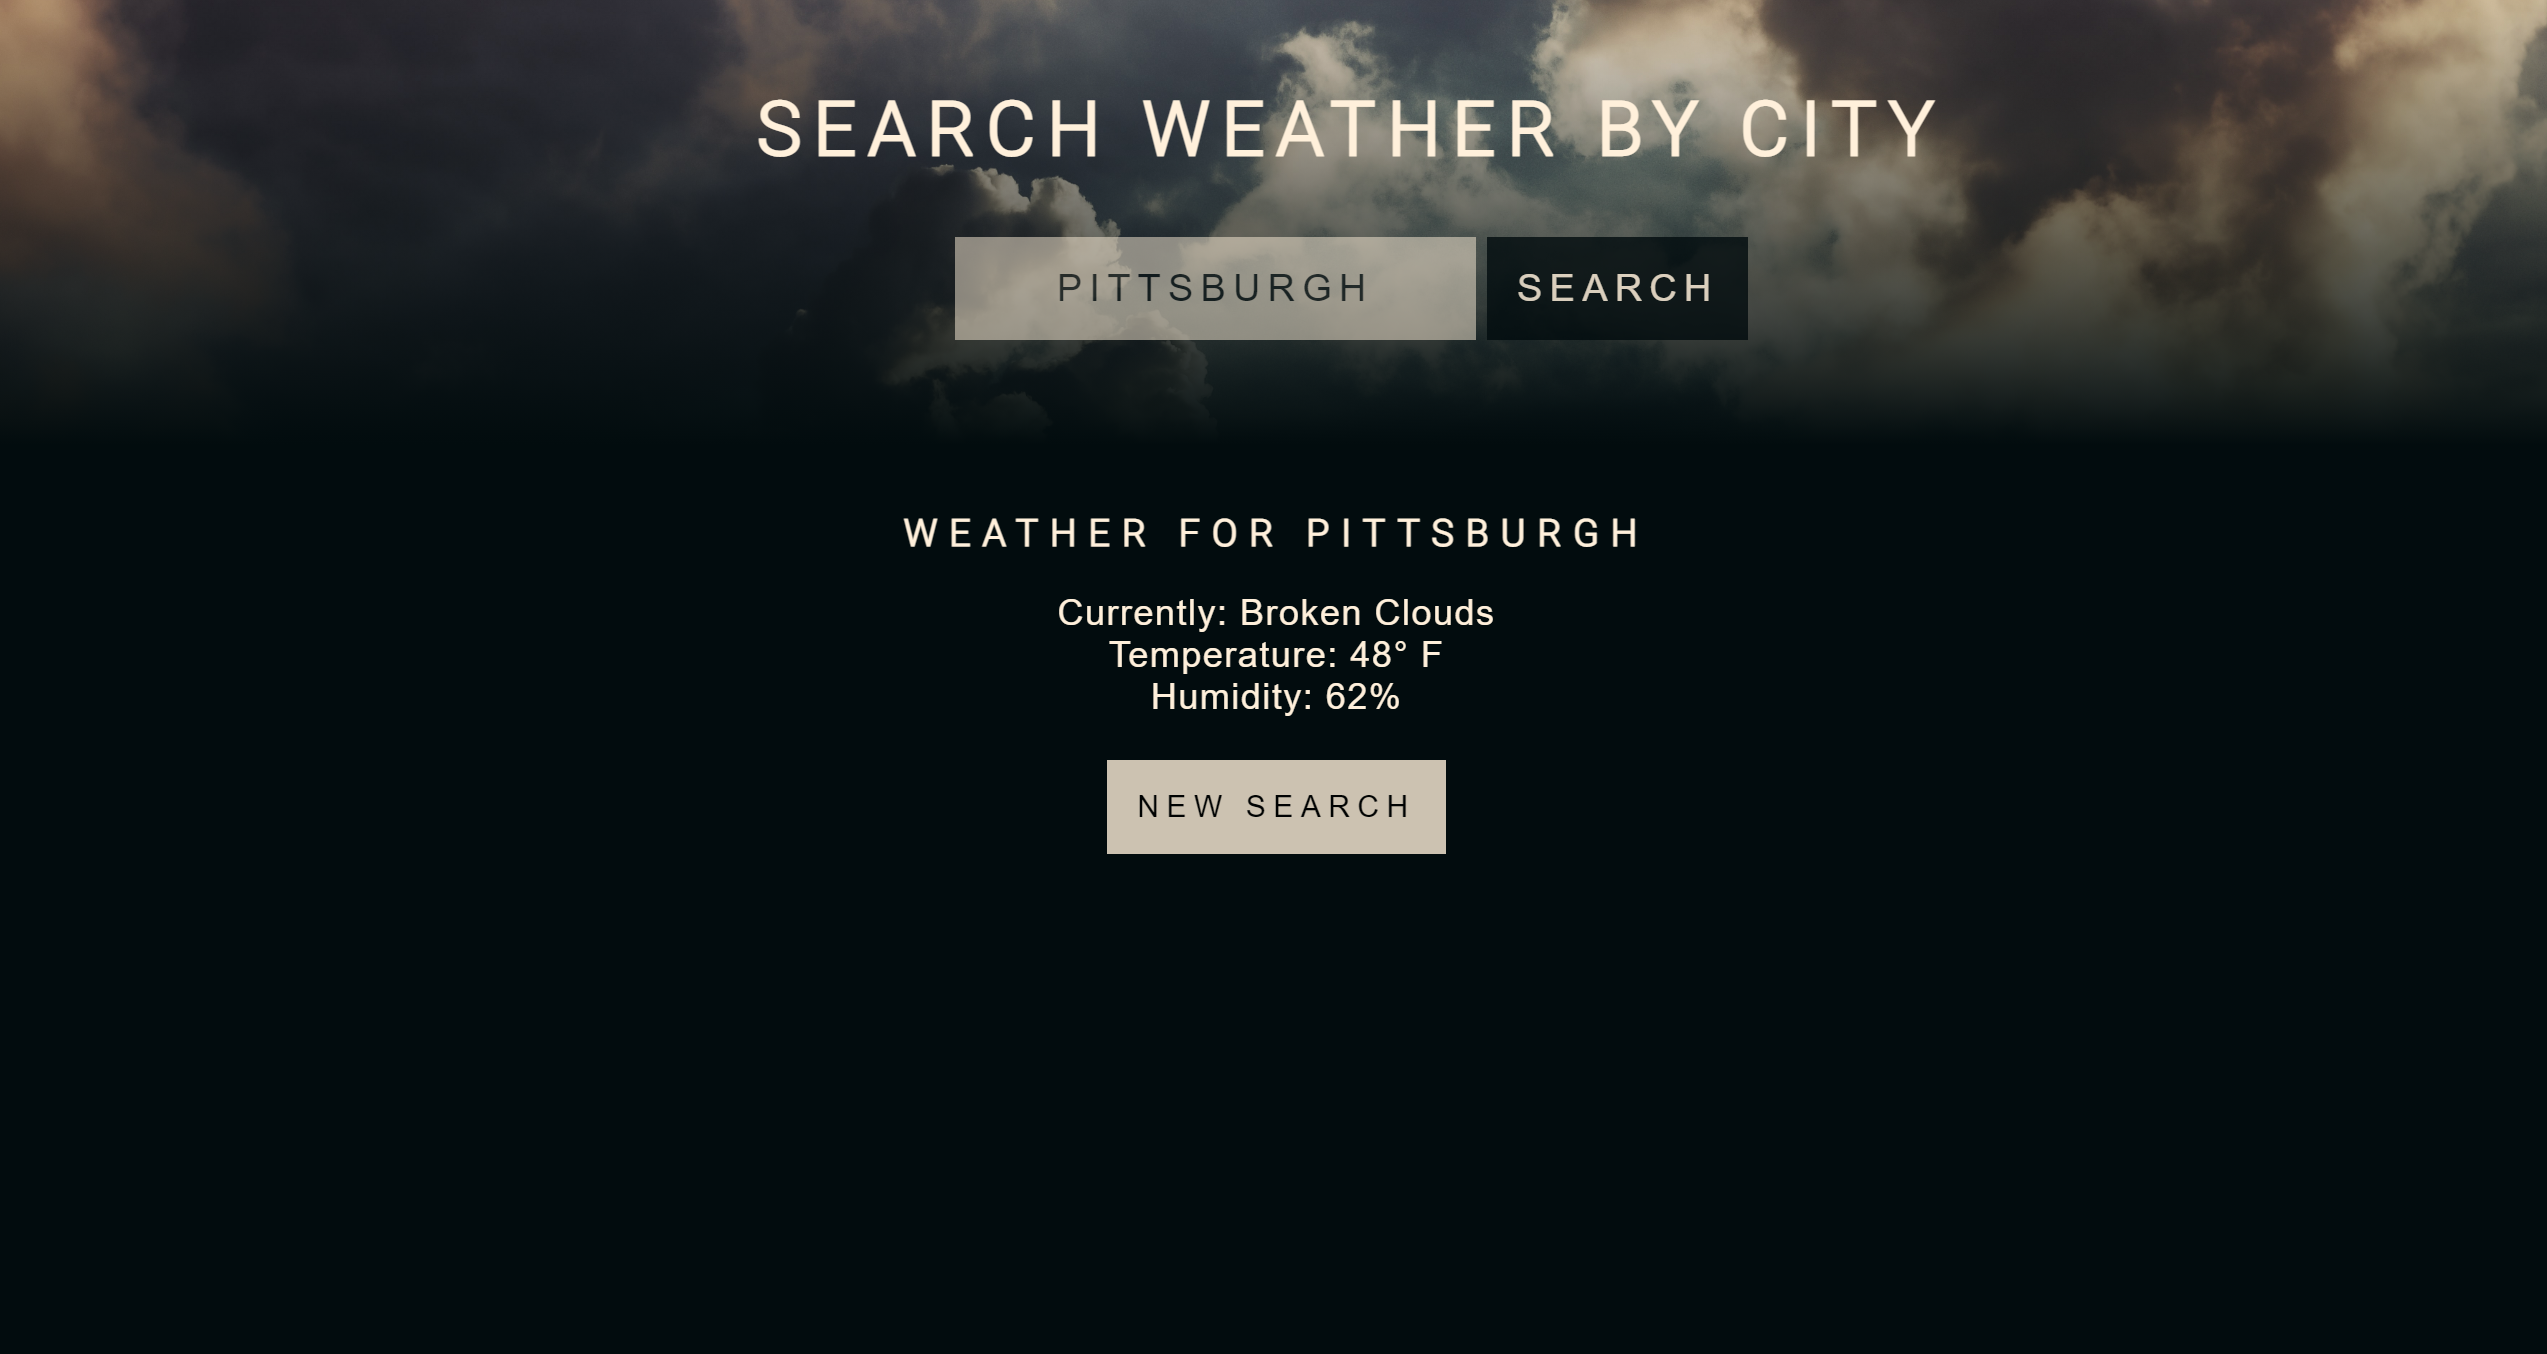 SEARCH WEATHER BY CITY
PITTSBURGH SEARCH
WEATHER FOR PITTSBURGH
Currently: Broken Clouds
Temperature: 48° F
Humidity: 62%
NEW SEARCH